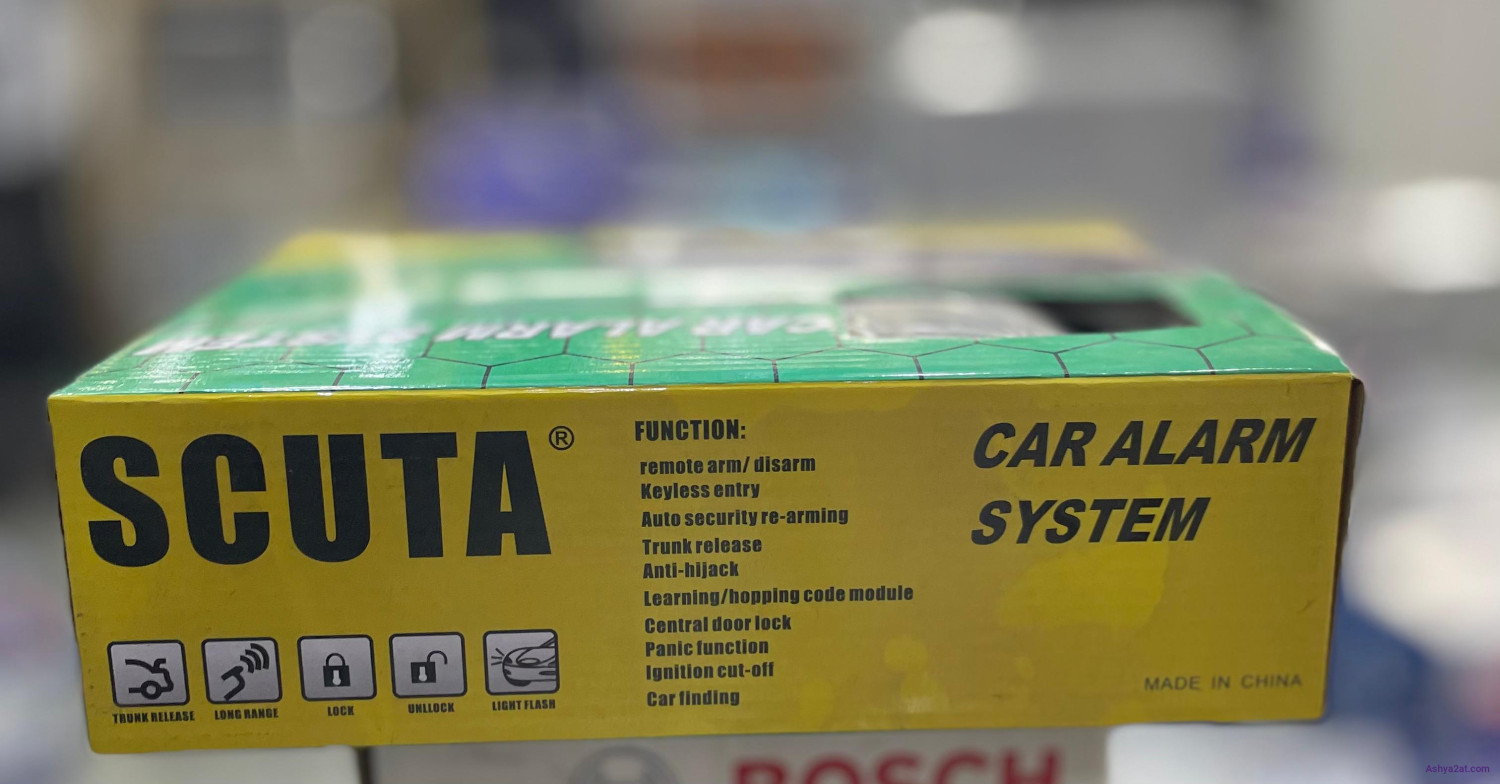 CAR ALARM SYSTEM
SCUTA®
FUNCTION:
remote arm/ disarm
Keyless entry
Auto security re-arming
Trunk release
Anti-hijack
Learning/hopping code module
Central door lock
Panic function
Ignition cut-off
Car finding
CAR ALARM
SYSTEM
TRUNK RELEASE
LONG RANGE
LOCK
UNLLOCK
LIGHT FLASH
MADE IN CHINA
BOSCH
Ashya2at.com